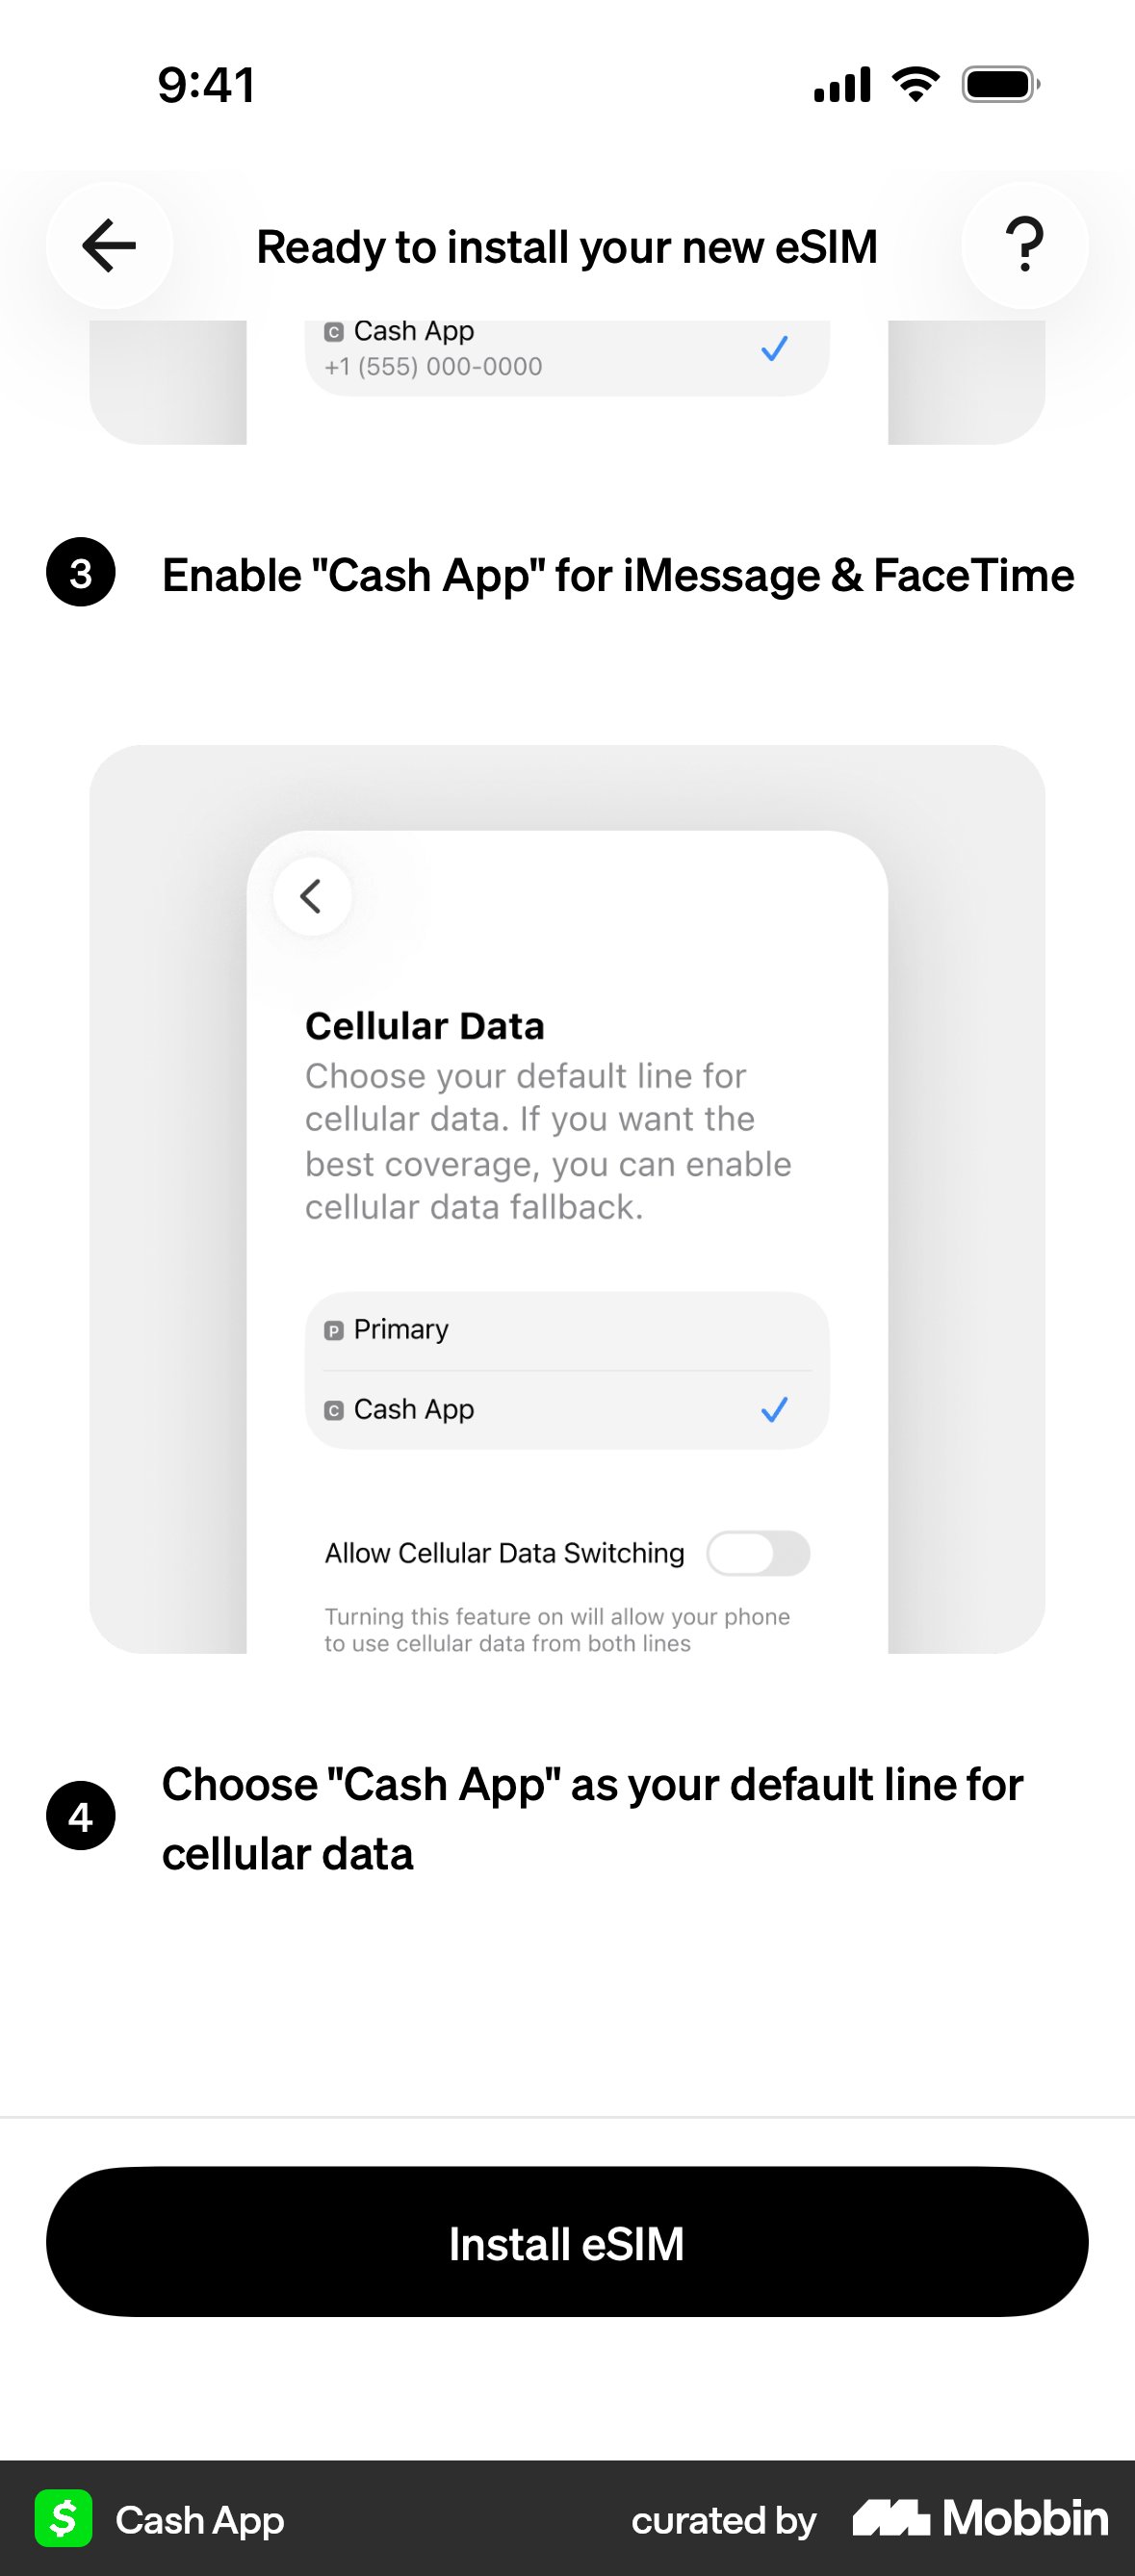 9:41
Ready to install your new eSIM
?
C Cash App
+1 (555) 000-0000
3 Enable "Cash App" for iMessage & FaceTime
Cellular Data
Choose your default line for
cellular data. If you want the
best coverage, you can enable
cellular data fallback.
P Primary
C Cash App
Allow Cellular Data Switching
Turning this feature on will allow your phone
to use cellular data from both lines
4 Choose "Cash App" as your default line for
cellular data
Install eSIM
$ Cash App curated by Mobbin